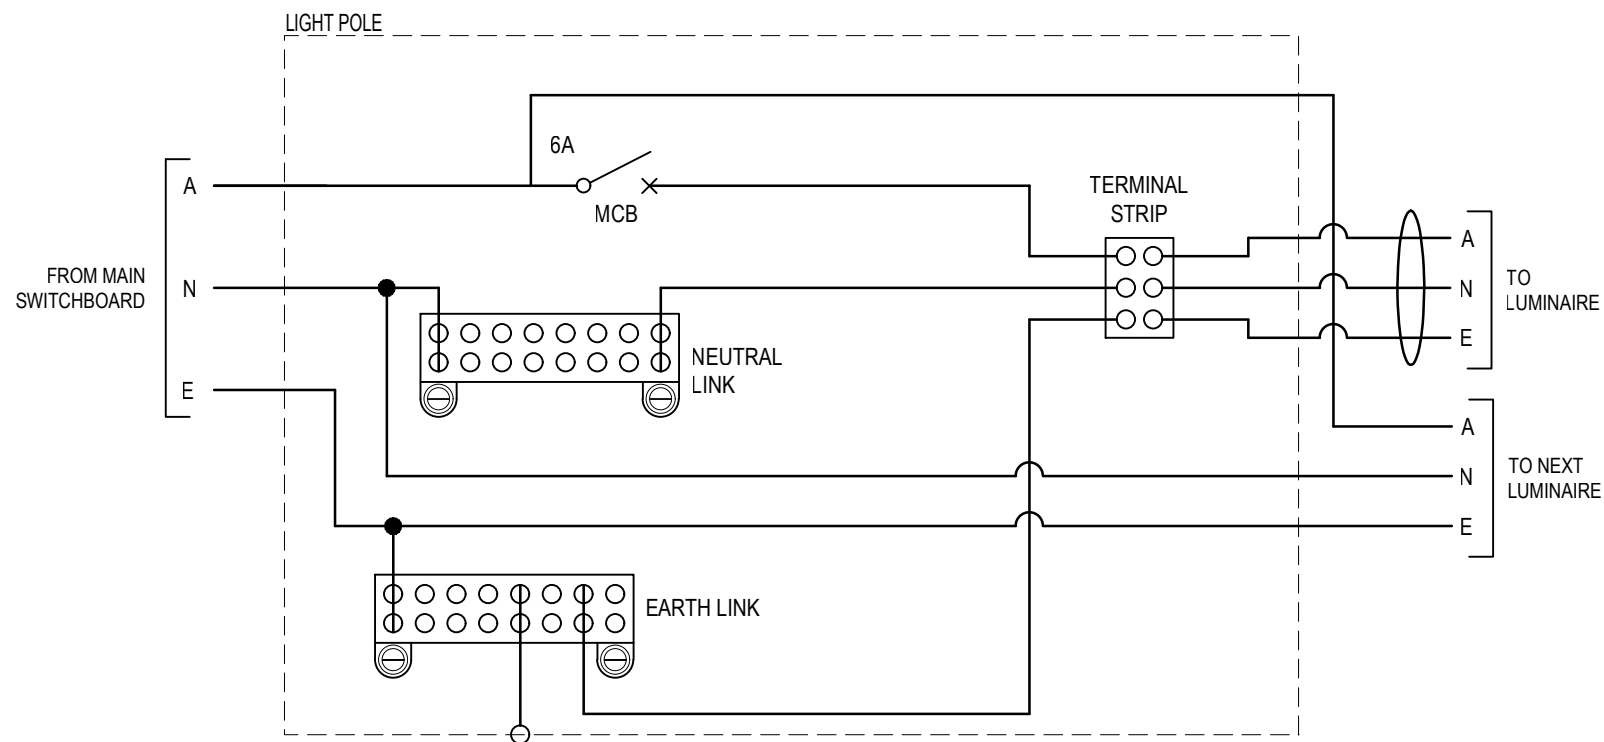 LIGHT POLE
6A
MCB
A
N
E
FROM MAIN
SWITCHBOARD
NEUTRAL
LINK
TERMINAL
STRIP
A
N
E
TO
LUMINAIRE
A
N
E
TO NEXT
LUMINAIRE
EARTH LINK